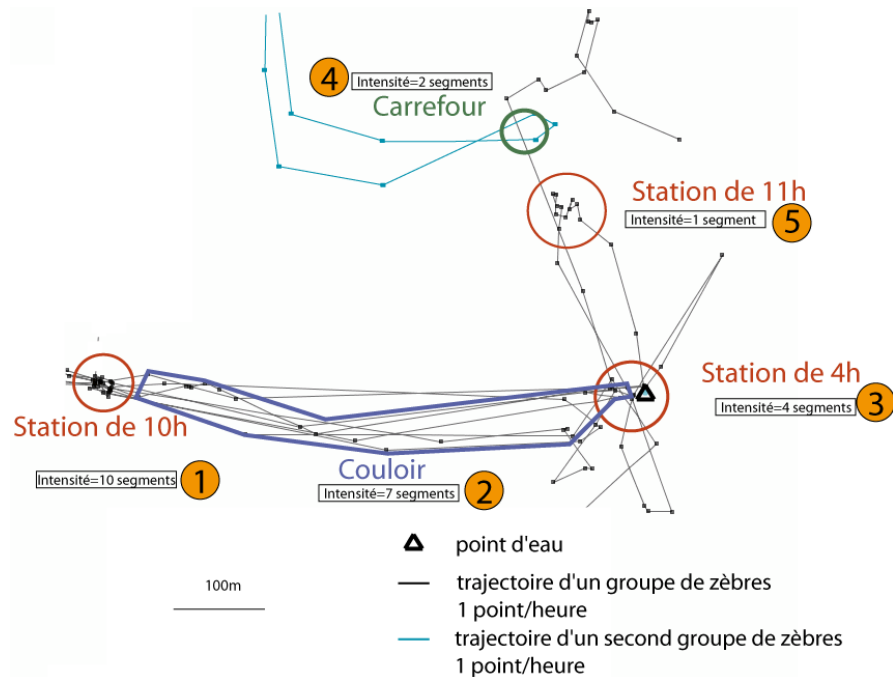 4
Intensité=2 segments
Carrefour
Station de 11h
Intensité=1 segment
5
Station de 4h
Intensité=4 segments
3
Station de 10h
Intensité=10 segments
1
Couloir
Intensité=7 segments
2
point d'eau
100m
trajectoire d'un groupe de zèbres
1 point/heure
trajectoire d'un second groupe de zèbres
1 point/heure